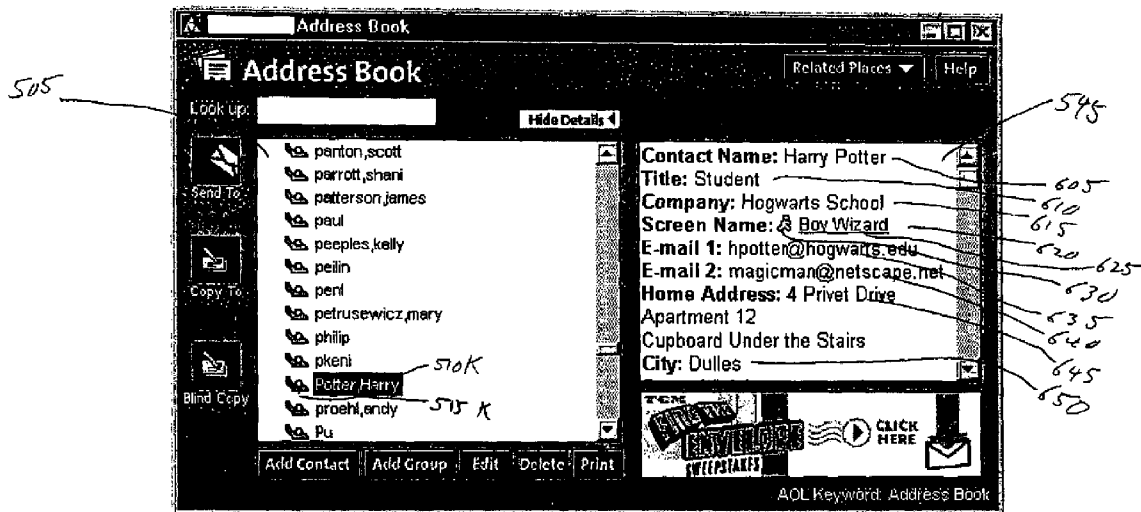 Address Book
Address Book
Related Places
Help
505
Look up:
Hide Details
Send To
Copy To
Blind Copy
panton,scott
parrott,shani
patterson,james
paul
peeples,kelly
peilin
penl
petrusewicz,mary
philip
pkeni
Potter,Harry
proehl,andy
Pu
510K
515 K
Add Contact
Add Group
Edit
Delete
Print
545
Contact Name: Harry Potter
Title: Student
Company: Hogwarts School
Screen Name: Boy Wizard
E-mail 1: hpotter@hogwarts.edu
E-mail 2: magicman@netscape.net
Home Address: 4 Privet Drive
Apartment 12
Cupboard Under the Stairs
City: Dulles
605
610
615
620
625
630
635
640
645
650
ENVELOPE
SWEEPSTAKES
CLICK
HERE
AOL Keyword: Address Book